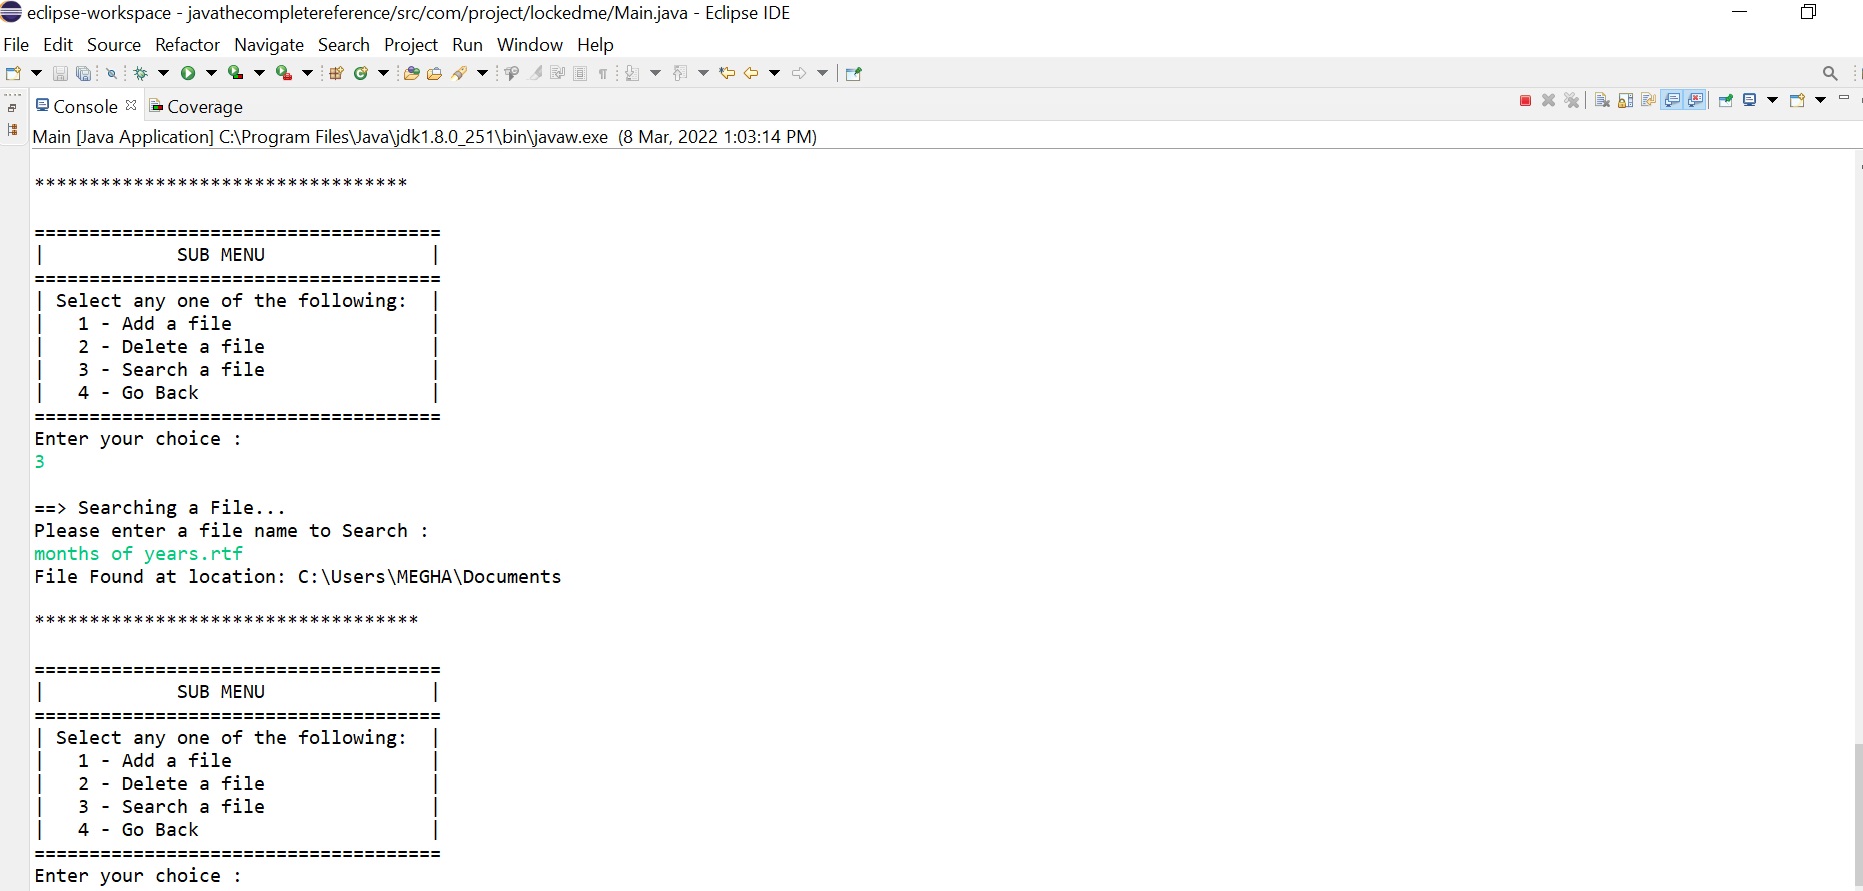 eclipse-workspace - javathecompletereference/src/com/project/lockedme/Main.java - Eclipse IDE
File Edit Source Refactor Navigate Search Project Run Window Help
Console Coverage
Main [Java Application] C:\Program Files\Java\jdk1.8.0_251\bin\javaw.exe (8 Mar, 2022 1:03:14 PM)
**********************************
=====================================
| SUB MENU |
=====================================
| Select any one of the following: |
| 1 - Add a file |
| 2 - Delete a file |
| 3 - Search a file |
| 4 - Go Back |
=====================================
Enter your choice :
3
==> Searching a File...
Please enter a file name to Search :
months of years.rtf
File Found at location: C:\Users\MEGHA\Documents
***********************************
=====================================
| SUB MENU |
=====================================
| Select any one of the following: |
| 1 - Add a file |
| 2 - Delete a file |
| 3 - Search a file |
| 4 - Go Back |
=====================================
Enter your choice :